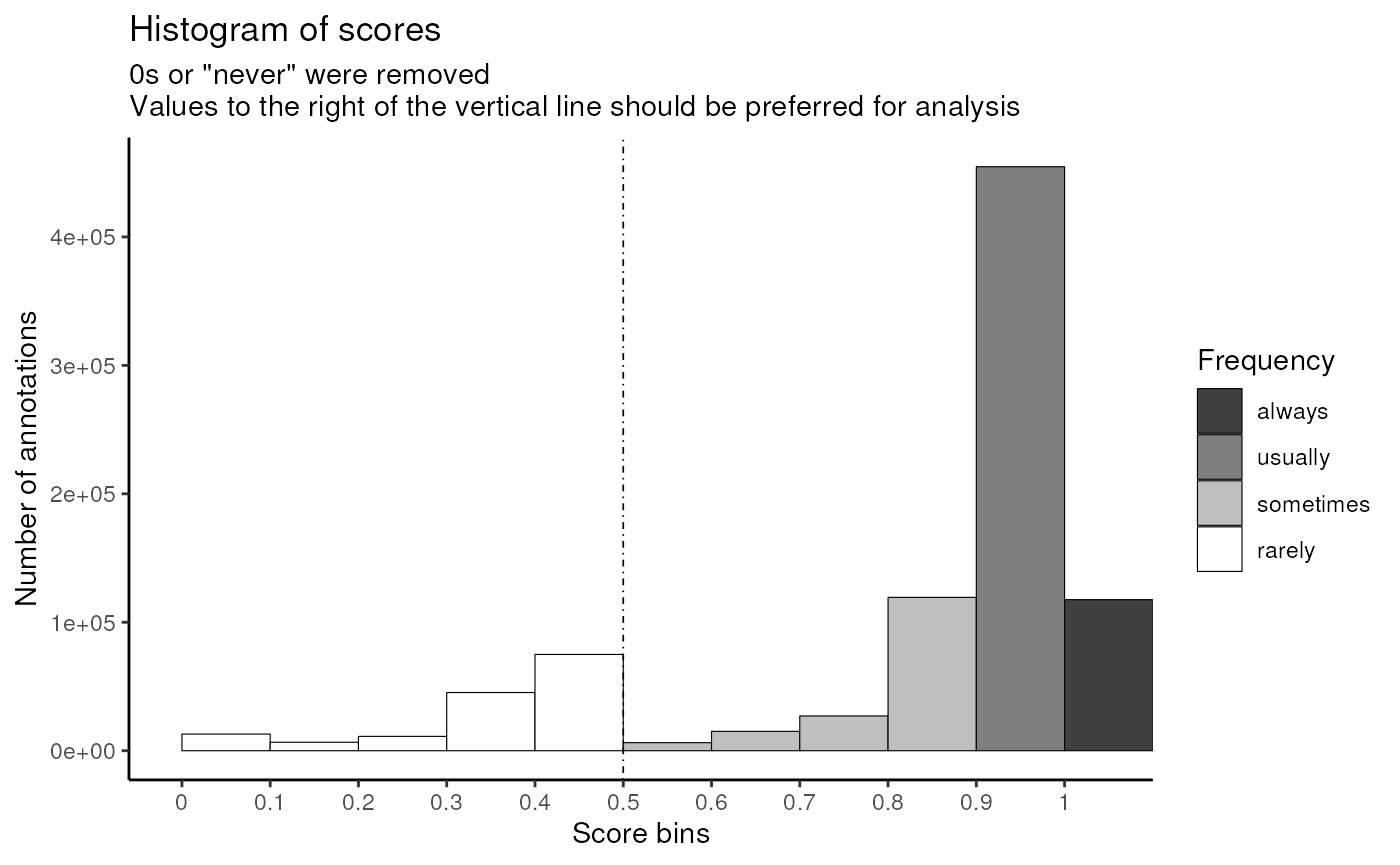 Histogram of scores
0s or "never" were removed
Values to the right of the vertical line should be preferred for analysis
Number of annotations
4e+05
3e+05
2e+05
1e+05
0e+00
0 0.1 0.2 0.3 0.4 0.5 0.6 0.7 0.8 0.9 1
Score bins
Frequency
always
usually
sometimes
rarely